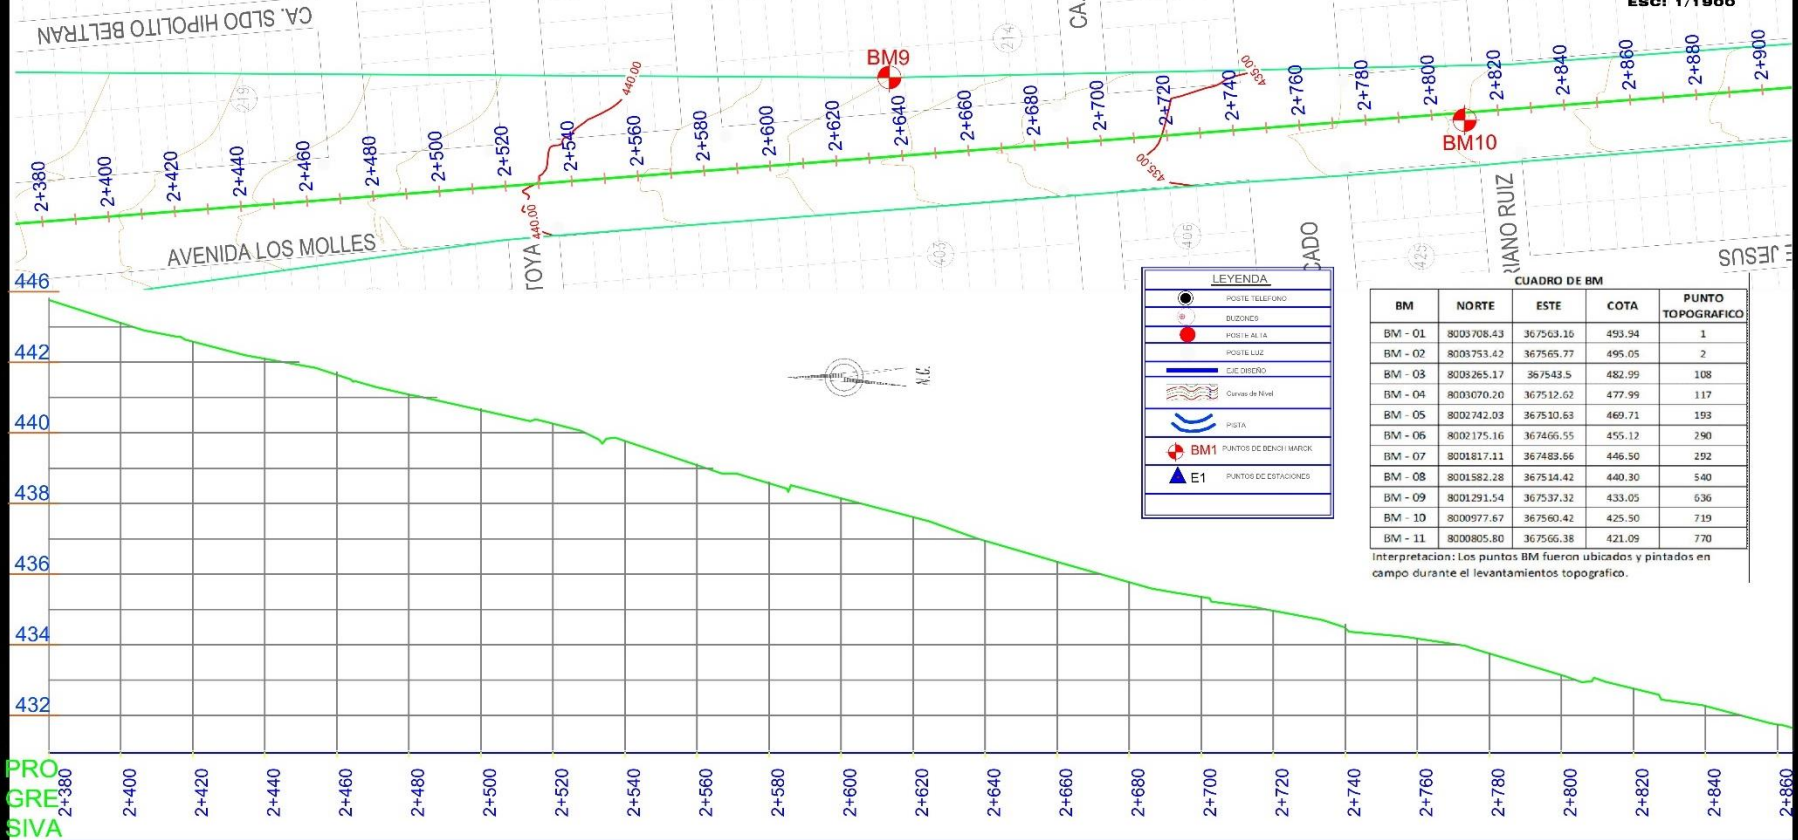 ESC: 1/1900
CA. SLDO HIPOLITO BELTRAN
219
440.00
BM9
214
CA.
435.00
435.00
BM10
2+380
2+400
2+420
2+440
2+460
2+480
2+500
2+520
2+540
2+560
2+580
2+600
2+620
2+640
2+660
2+680
2+700
2+720
2+740
2+760
2+780
2+800
2+820
2+840
2+860
2+880
2+900
440.00
AVENIDA LOS MOLLES
TOYA
403
406
CADO
425
RIANO RUIZ
E JESUS
446
442
440
438
436
434
432
N.G.
LEYENDA
POSTE TELEFONO
BUZONES
POSTE ALTA
POSTE LUZ
EJE DISEÑO
Curvas de Nivel
PISTA
BM1 PUNTOS DE BENCH MARCK
E1 PUNTOS DE ESTACIONES
CUADRO DE BM
BM NORTE ESTE COTA PUNTO TOPOGRAFICO
BM - 01 8003708.43 367563.16 493.94 1
BM - 02 8003753.42 367565.77 495.05 2
BM - 03 8003265.17 367543.5 482.99 108
BM - 04 8003070.20 367512.62 477.99 117
BM - 05 8002742.03 367510.63 469.71 193
BM - 06 8002175.16 367466.55 455.12 290
BM - 07 8001817.11 367483.66 446.50 292
BM - 08 8001582.28 367514.42 440.30 540
BM - 09 8001291.54 367537.32 433.05 636
BM - 10 8000977.67 367560.42 425.50 719
BM - 11 8000805.80 367566.38 421.09 770
Interpretacion: Los puntos BM fueron ubicados y pintados en
campo durante el levantamientos topografico.
PRO
GRE
SIVA
2+380
2+400
2+420
2+440
2+460
2+480
2+500
2+520
2+540
2+560
2+580
2+600
2+620
2+640
2+660
2+680
2+700
2+720
2+740
2+760
2+780
2+800
2+820
2+840
2+860